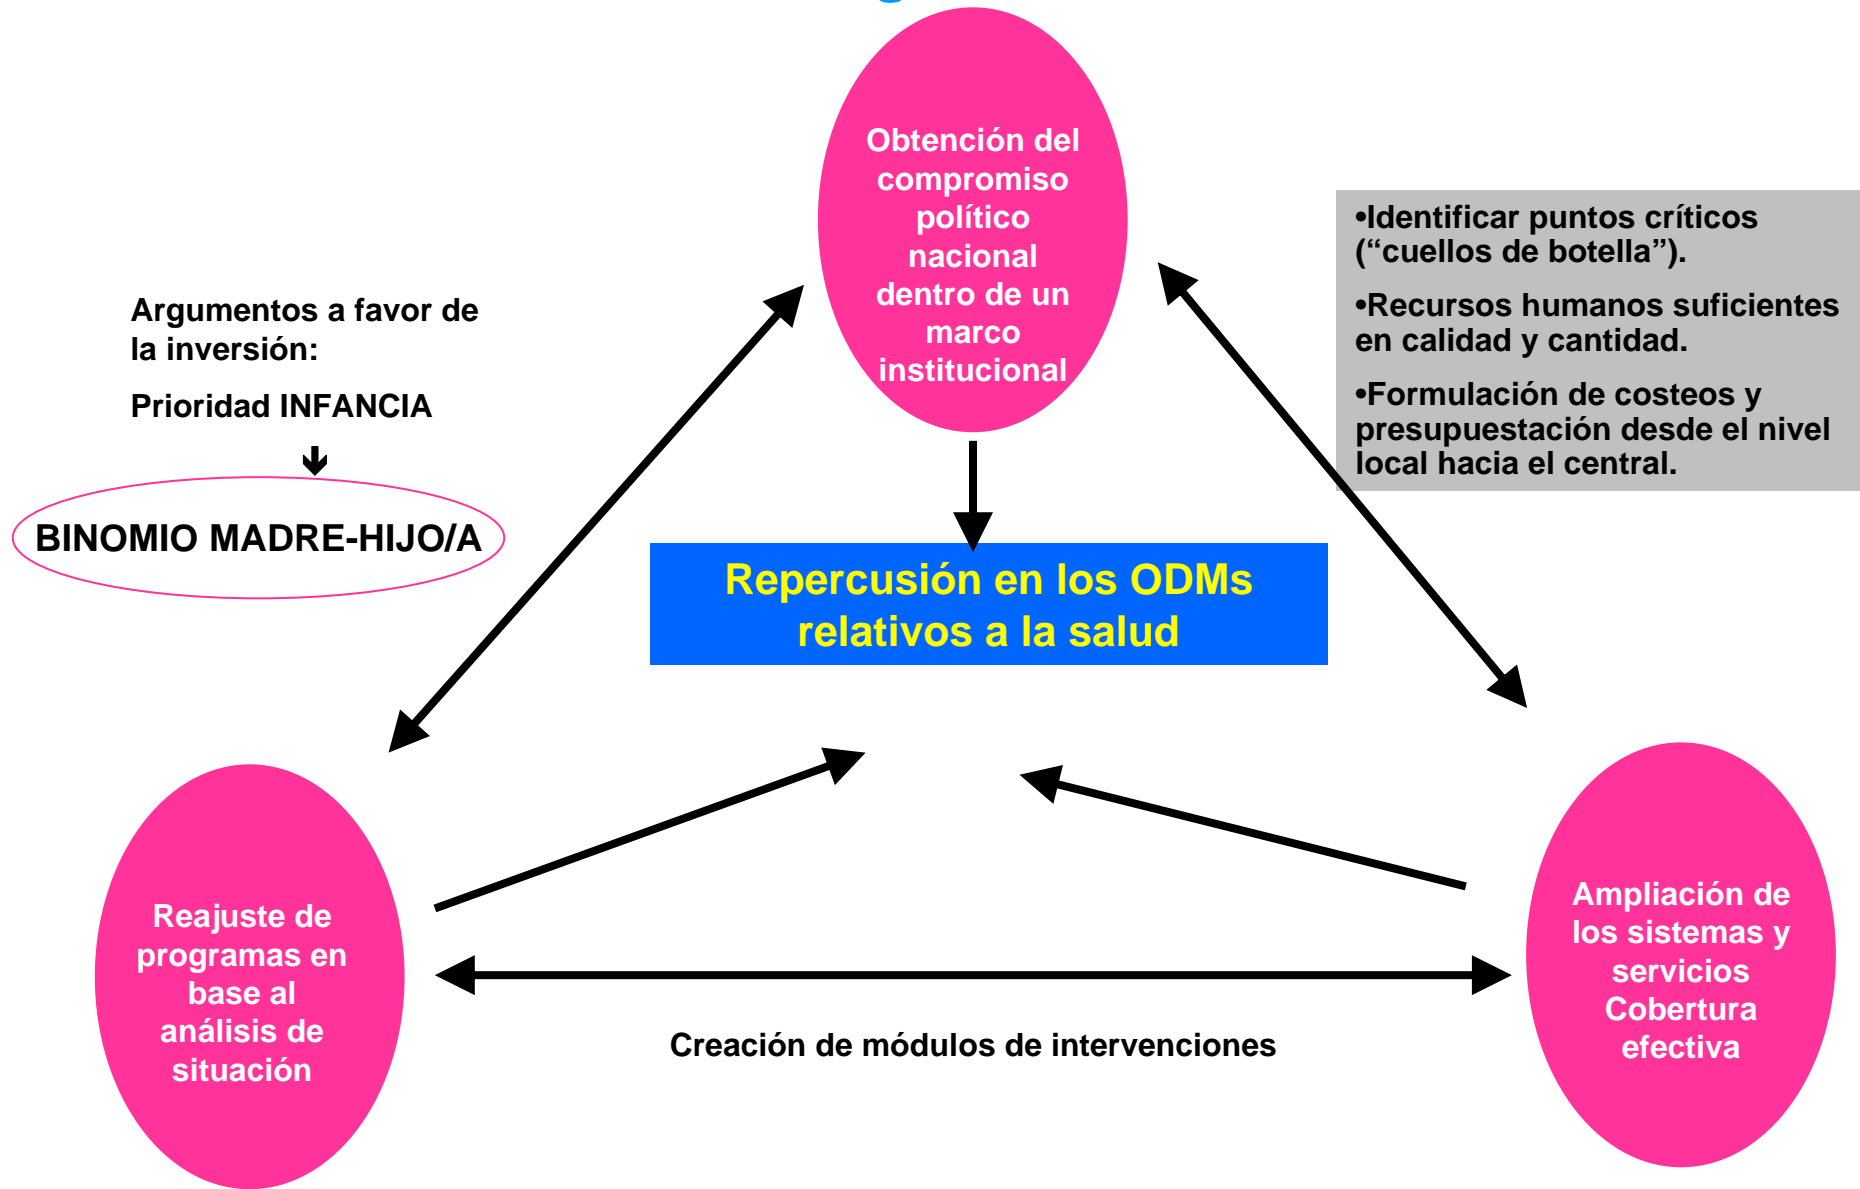 Obtención del
compromiso
político
nacional
dentro de un
marco
institucional
Argumentos a favor de
la inversión:
Prioridad INFANCIA
BINOMIO MADRE-HIJO/A
•Identificar puntos críticos
(“cuellos de botella”).
•Recursos humanos suficientes
en calidad y cantidad.
•Formulación de costeos y
presupuestación desde el nivel
local hacia el central.
Repercusión en los ODMs
relativos a la salud
Reajuste de
programas en
base al
análisis de
situación
Creación de módulos de intervenciones
Ampliación de
los sistemas y
servicios
Cobertura
efectiva